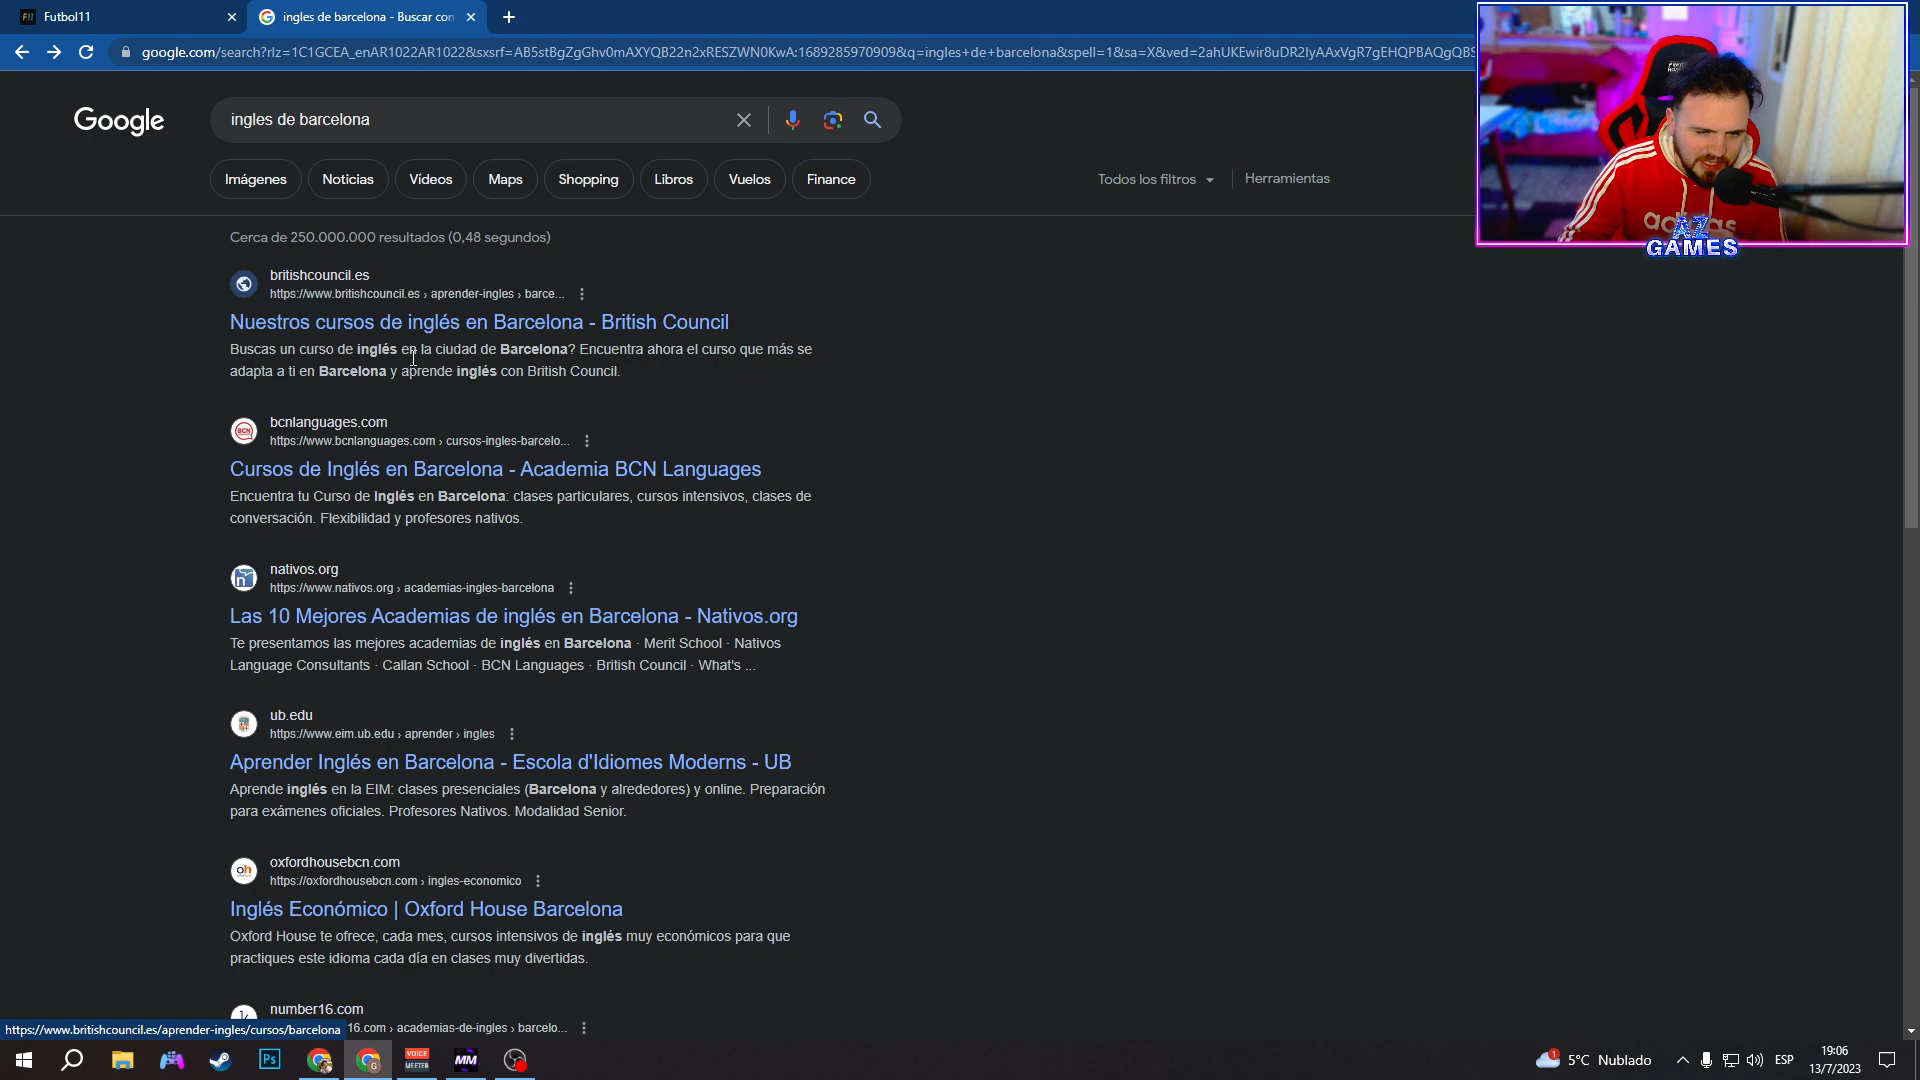 Futbol11
ingles de barcelona - Buscar con
google.com/search?rlz=1C1GCEA_enAR1022AR1022&sxsrf=AB5stBgZgGhv0mAXYQB22n2xRESZWN0KwA:1689285970909&q=ingles+de+barcelona&spell=1&sa=X&ved=2ahUKEwir8uDR2IyAAxVgR7gEHQPBAQgQBS
Google
ingles de barcelona
Imágenes
Noticias
Vídeos
Maps
Shopping
Libros
Vuelos
Finance
Todos los filtros
Herramientas
adidas
AZ
GAMES
Cerca de 250.000.000 resultados (0,48 segundos)
britishcouncil.es
https://www.britishcouncil.es › aprender-ingles › barce...
Nuestros cursos de inglés en Barcelona - British Council
Buscas un curso de inglés en la ciudad de Barcelona? Encuentra ahora el curso que más se
adapta a ti en Barcelona y aprende inglés con British Council.
BCN
bcnlanguages.com
https://www.bcnlanguages.com › cursos-ingles-barcelo...
Cursos de Inglés en Barcelona - Academia BCN Languages
Encuentra tu Curso de Inglés en Barcelona: clases particulares, cursos intensivos, clases de
conversación. Flexibilidad y profesores nativos.
n
nativos.org
https://www.nativos.org › academias-ingles-barcelona
Las 10 Mejores Academias de inglés en Barcelona - Nativos.org
Te presentamos las mejores academias de inglés en Barcelona · Merit School · Nativos
Language Consultants · Callan School · BCN Languages · British Council · What's ...
ub.edu
https://www.eim.ub.edu › aprender › ingles
Aprender Inglés en Barcelona - Escola d'Idiomes Moderns - UB
Aprende inglés en la EIM: clases presenciales (Barcelona y alrededores) y online. Preparación
para exámenes oficiales. Profesores Nativos. Modalidad Senior.
oh
oxfordhousebcn.com
https://oxfordhousebcn.com › ingles-economico
Inglés Económico | Oxford House Barcelona
Oxford House te ofrece, cada mes, cursos intensivos de inglés muy económicos para que
practiques este idioma cada día en clases muy divertidas.
number16.com
16.com › academias-de-ingles › barcelo...
https://www.britishcouncil.es/aprender-ingles/cursos/barcelona
Ps
G
VOICE
MEETER
MM
1
5°C Nublado
ESP
19:06
13/7/2023